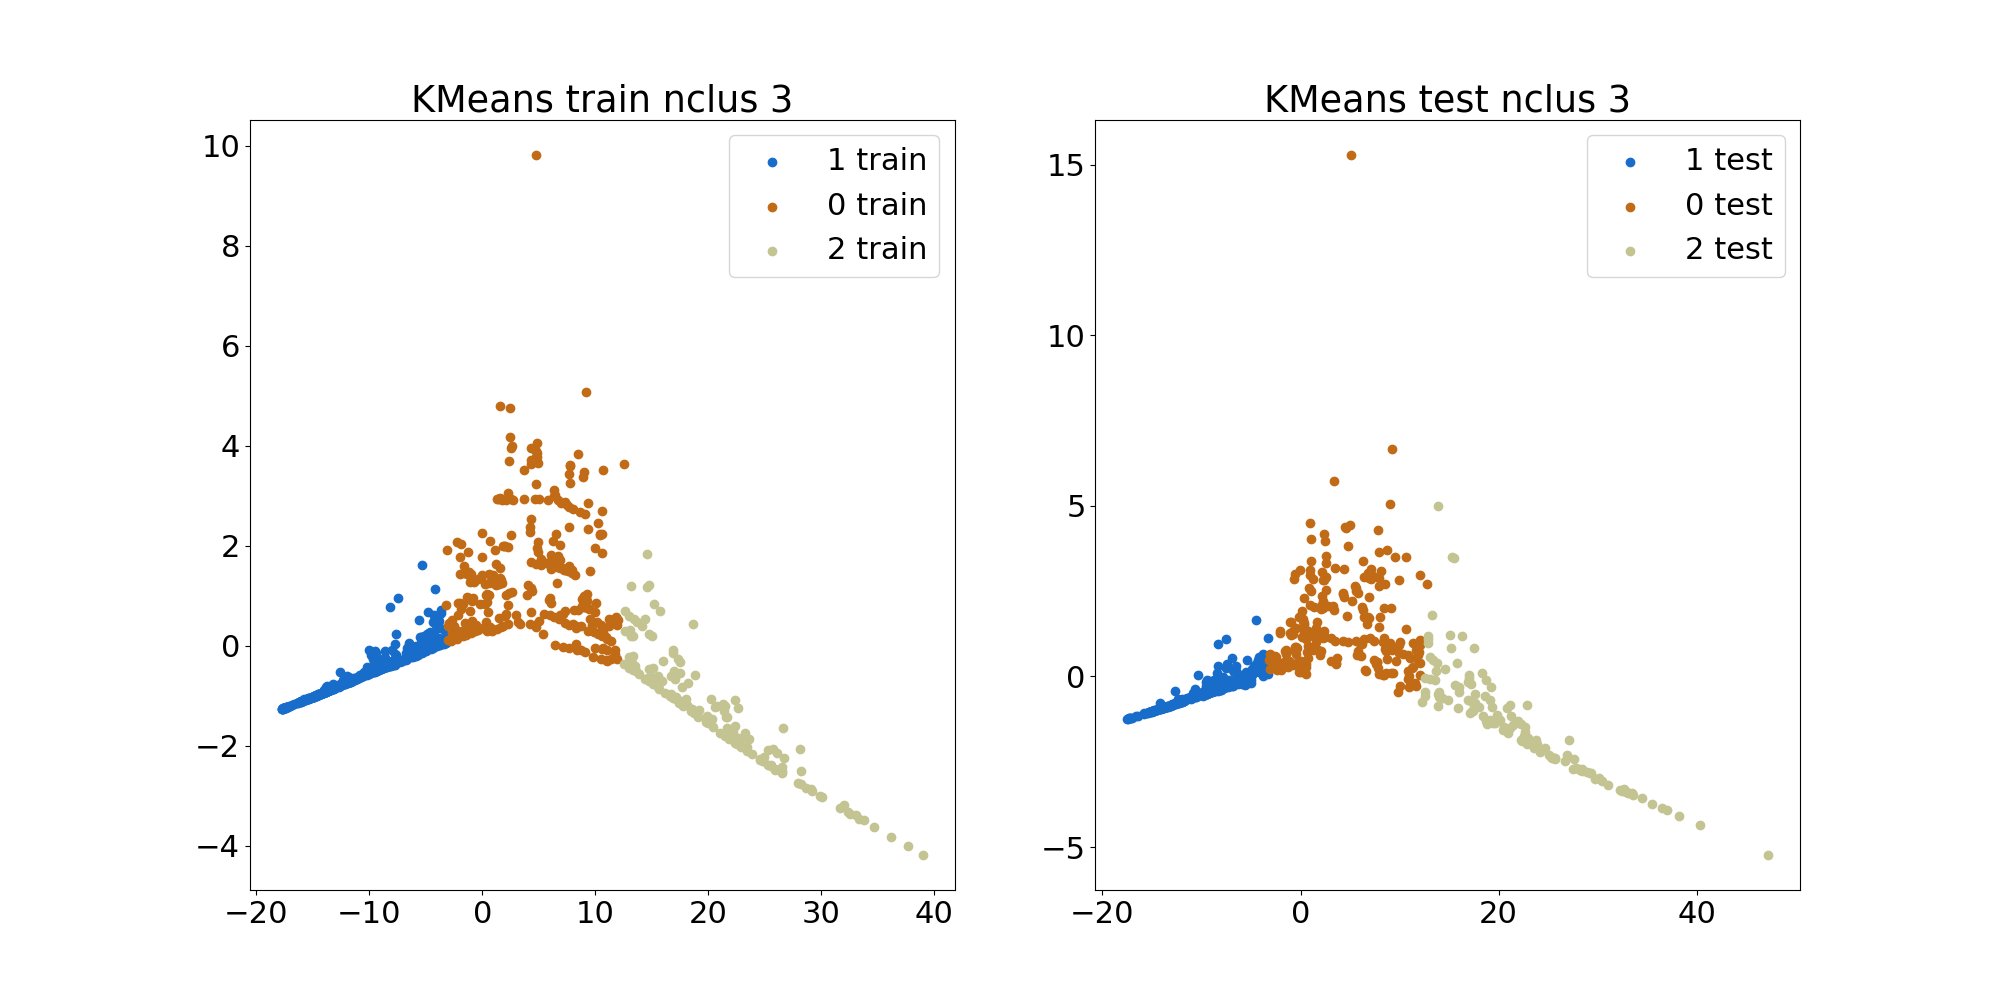 KMeans train nclus 3
10
8
6
4
2
0
−2
−4
−20 −10 0 10 20 30 40
1 train
0 train
2 train
KMeans test nclus 3
15
10
5
0
−5
−20 0 20 40
1 test
0 test
2 test